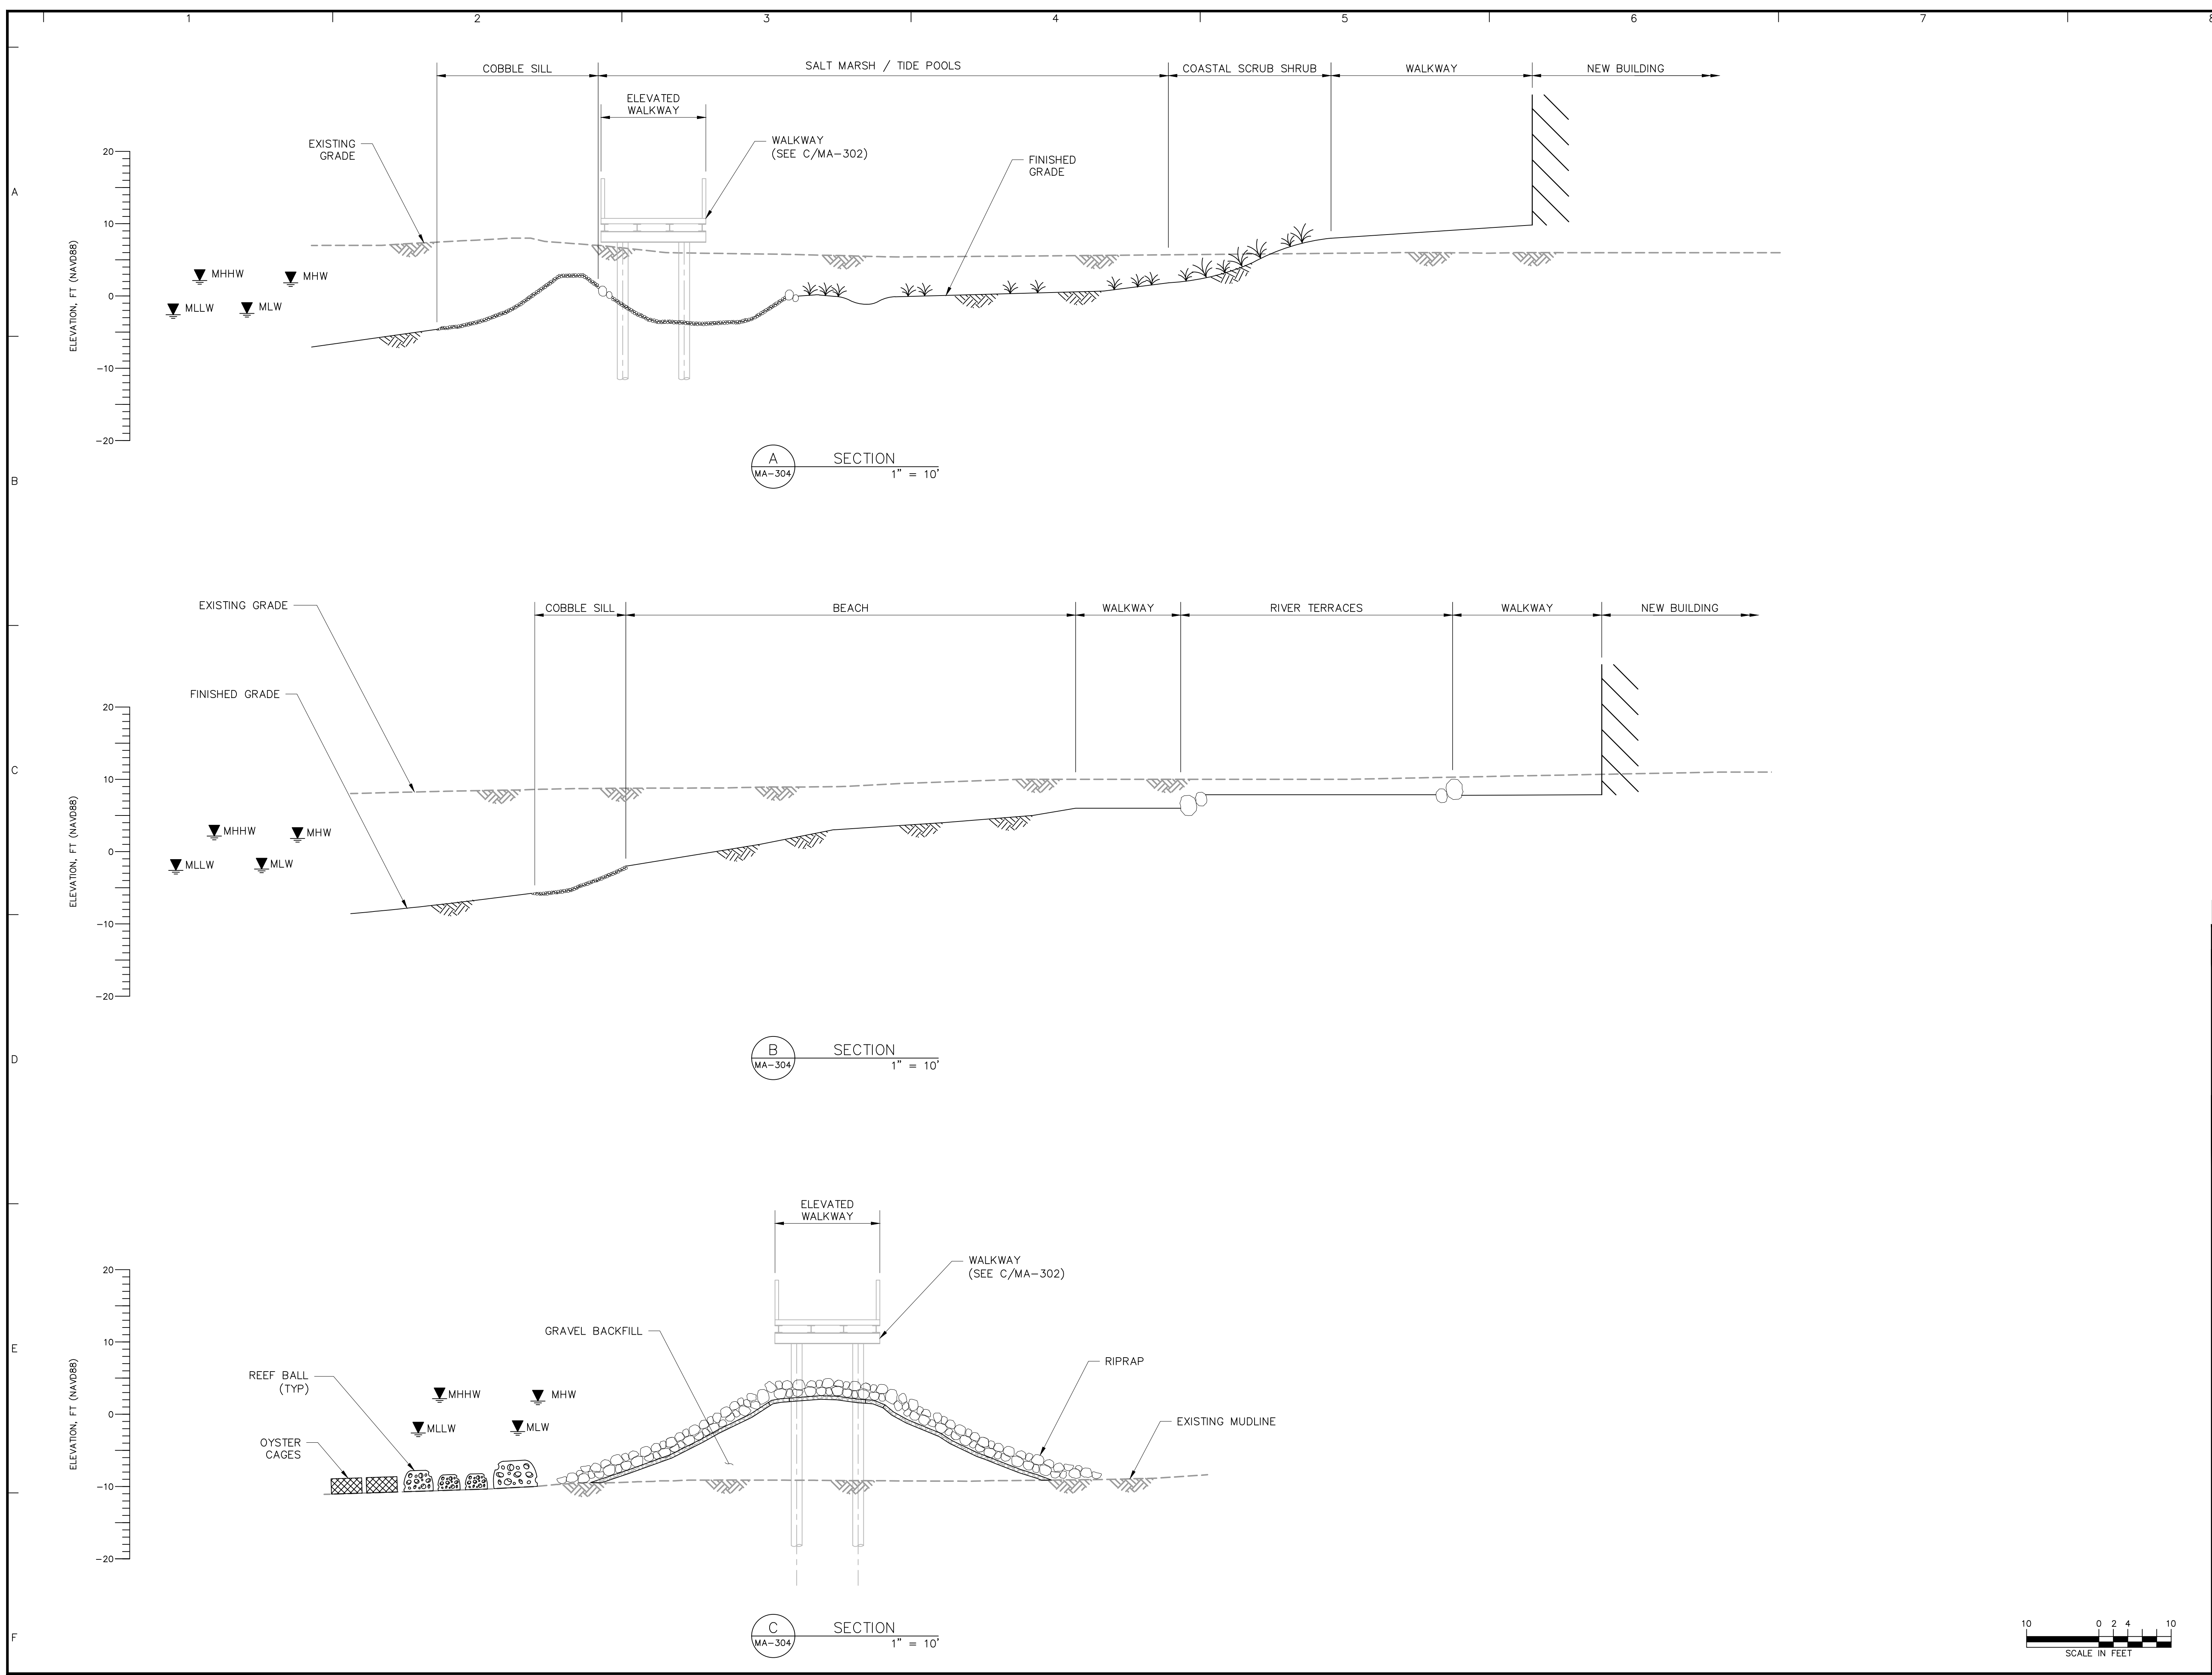 1 2 3 4 5 6 7 8
A
B
C
D
E
F
COBBLE SILL
SALT MARSH / TIDE POOLS
COASTAL SCRUB SHRUB
WALKWAY
NEW BUILDING
ELEVATED
WALKWAY
EXISTING
GRADE
WALKWAY
(SEE C/MA-302)
FINISHED
GRADE
ELEVATION, FT (NAVD88)
20
10
0
-10
-20
MHHW
MHW
MLLW
MLW
A
MA-304
SECTION
1" = 10'
EXISTING GRADE
COBBLE SILL
BEACH
WALKWAY
RIVER TERRACES
WALKWAY
NEW BUILDING
FINISHED GRADE
ELEVATION, FT (NAVD88)
20
10
0
-10
-20
MHHW
MHW
MLLW
MLW
B
MA-304
SECTION
1" = 10'
ELEVATED
WALKWAY
WALKWAY
(SEE C/MA-302)
GRAVEL BACKFILL
RIPRAP
REEF BALL
(TYP)
EXISTING MUDLINE
OYSTER
CAGES
ELEVATION, FT (NAVD88)
20
10
0
-10
-20
MHHW
MHW
MLLW
MLW
C
MA-304
SECTION
1" = 10'
10 0 2 4 10
SCALE IN FEET